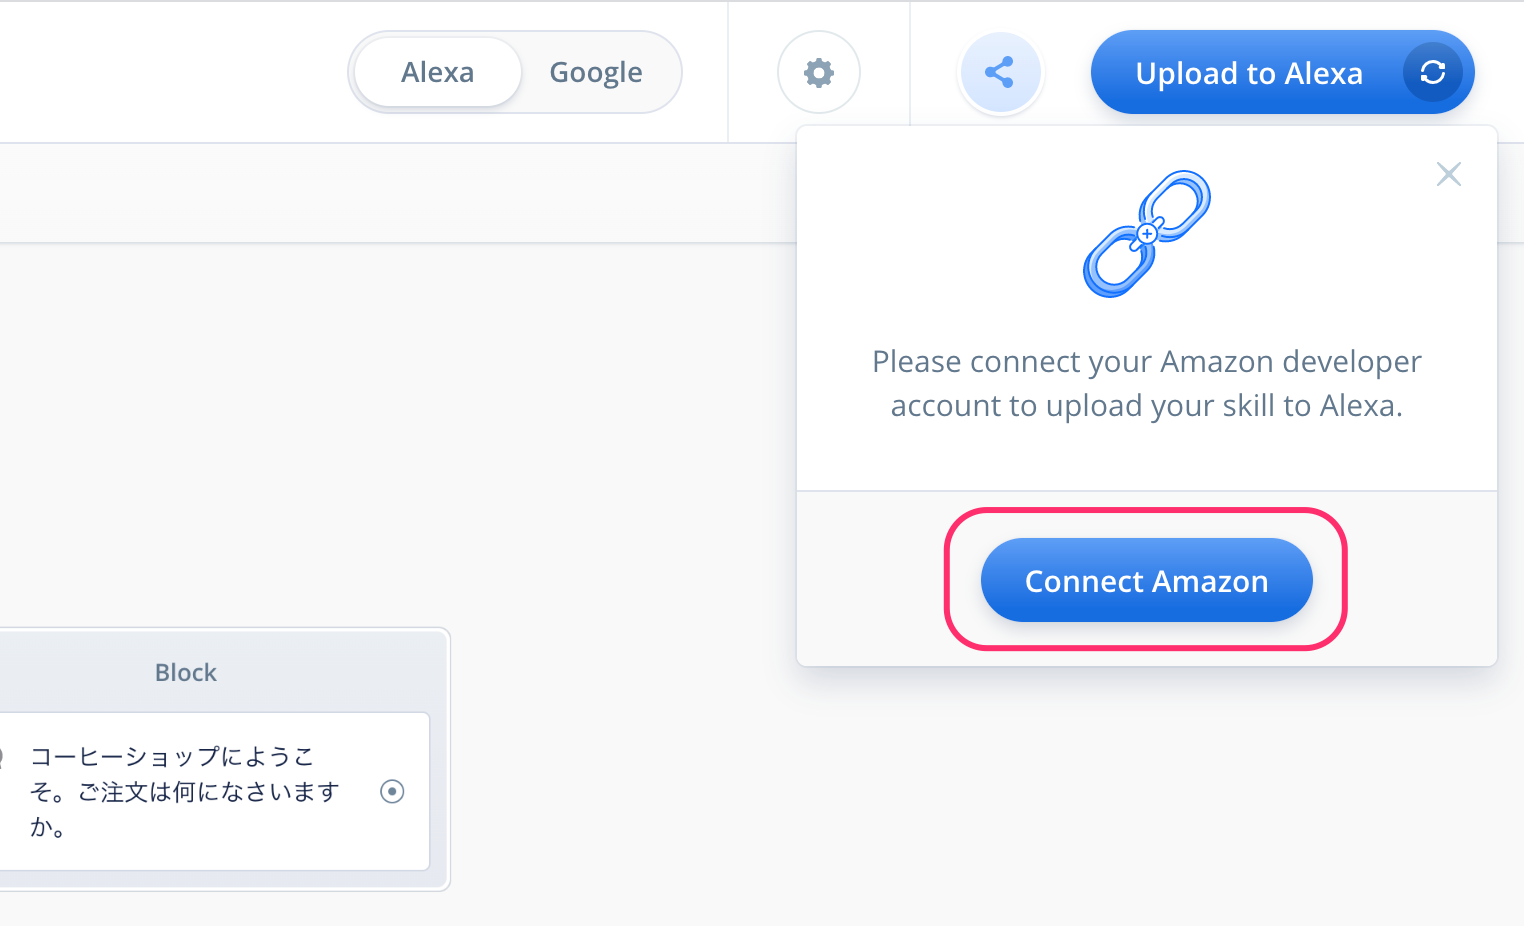 Alexa
Google
Upload to Alexa
Please connect your Amazon developer
account to upload your skill to Alexa.
Connect Amazon
Block
コーヒーショップにようこ
そ。ご注文は何になさいます
か。